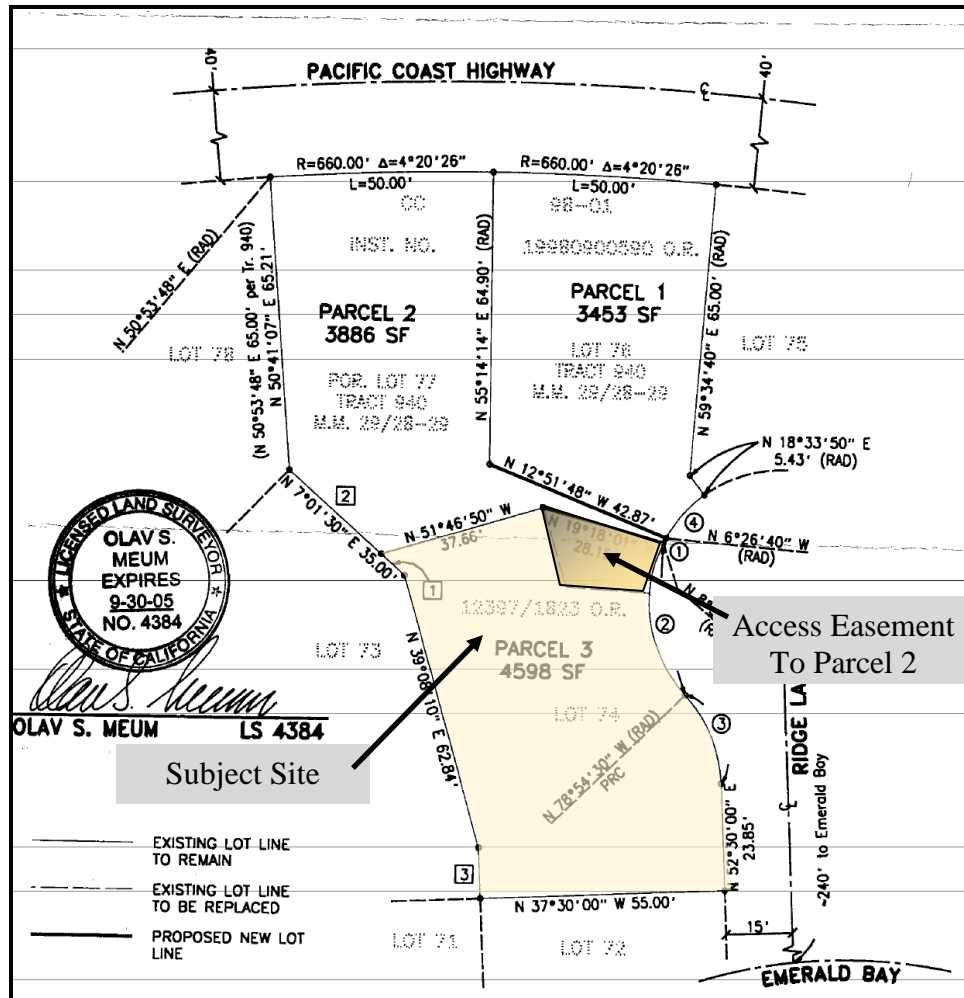 40'
40'
PACIFIC COAST HIGHWAY
R=660.00' Δ=4°20'26"
R=660.00' Δ=4°20'26"
L=50.00'
L=50.00'
CC
98-01
INST. NO.
19980900590 O.R.
N 50°53'48" E (RAD)
(N 50°53'48" E 65.00' per Tr. 940)
N 50°41'07" E 65.21'
N 55°14'14" E 64.90' (RAD)
N 59°34'40" E 65.00' (RAD)
PARCEL 2
3886 SF
PARCEL 1
3453 SF
LOT 78
LOT 76
TRACT 940
M.M. 29/28-29
LOT 75
POR. LOT 77
TRACT 940
M.M. 29/28-29
N 18°33'50" E
5.43' (RAD)
N 12°51'48" W 42.87'
N 7°01'30" E 35.00'
2
N 51°46'50" W
37.66'
N 19°18'01"
4
1
N 6°26'40" W
(RAD)
LICENSED LAND SURVEYOR
OLAV S.
MEUM
EXPIRES
9-30-05
NO. 4384
STATE OF CALIFORNIA
1
12397/1823 O.R.
2
Access Easement
To Parcel 2
LOT 73
PARCEL 3
4598 SF
LOT 74
N 39°08'10" E 62.84'
3
OLAV S. MEUM
LS 4384
Subject Site
N 78°54'30" W (RAD)
PRC
N 52°30'00" E
23.85'
~240' to Emerald Bay
EXISTING LOT LINE
TO REMAIN
EXISTING LOT LINE
TO BE REPLACED
PROPOSED NEW LOT
LINE
3
N 37°30'00" W 55.00'
15'
LOT 71
LOT 72
EMERALD BAY